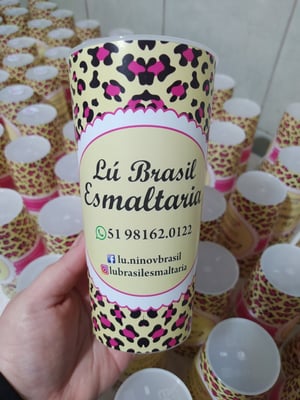 Lú Brasil
Esmaltaria
51 98162.0122
lu.ninovbrasil
lubrasilesmaltaria